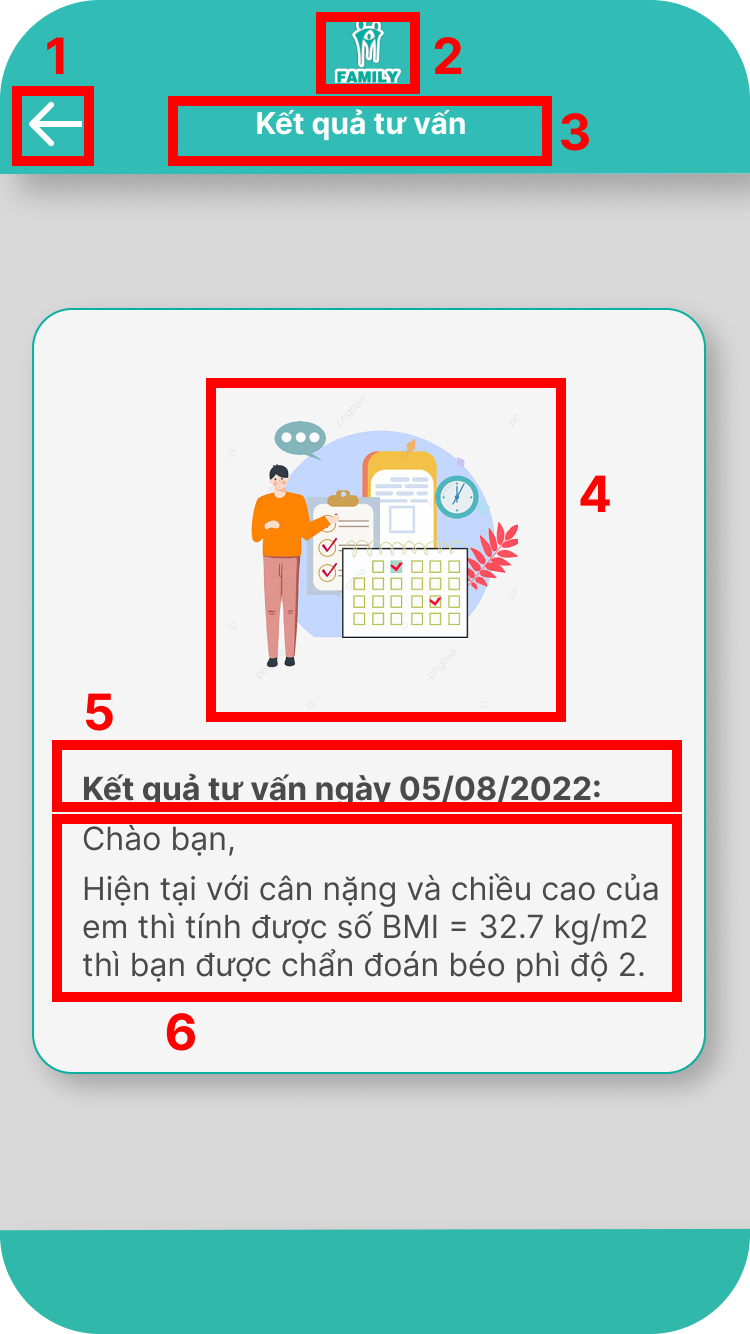 1
2
FAMILY
Kết quả tư vấn
3
pngtree
4
5
Kết quả tư vấn ngày 05/08/2022:
Chào bạn,
Hiện tại với cân nặng và chiều cao của
em thì tính được số BMI = 32.7 kg/m2
thì bạn được chẩn đoán béo phì độ 2.
6